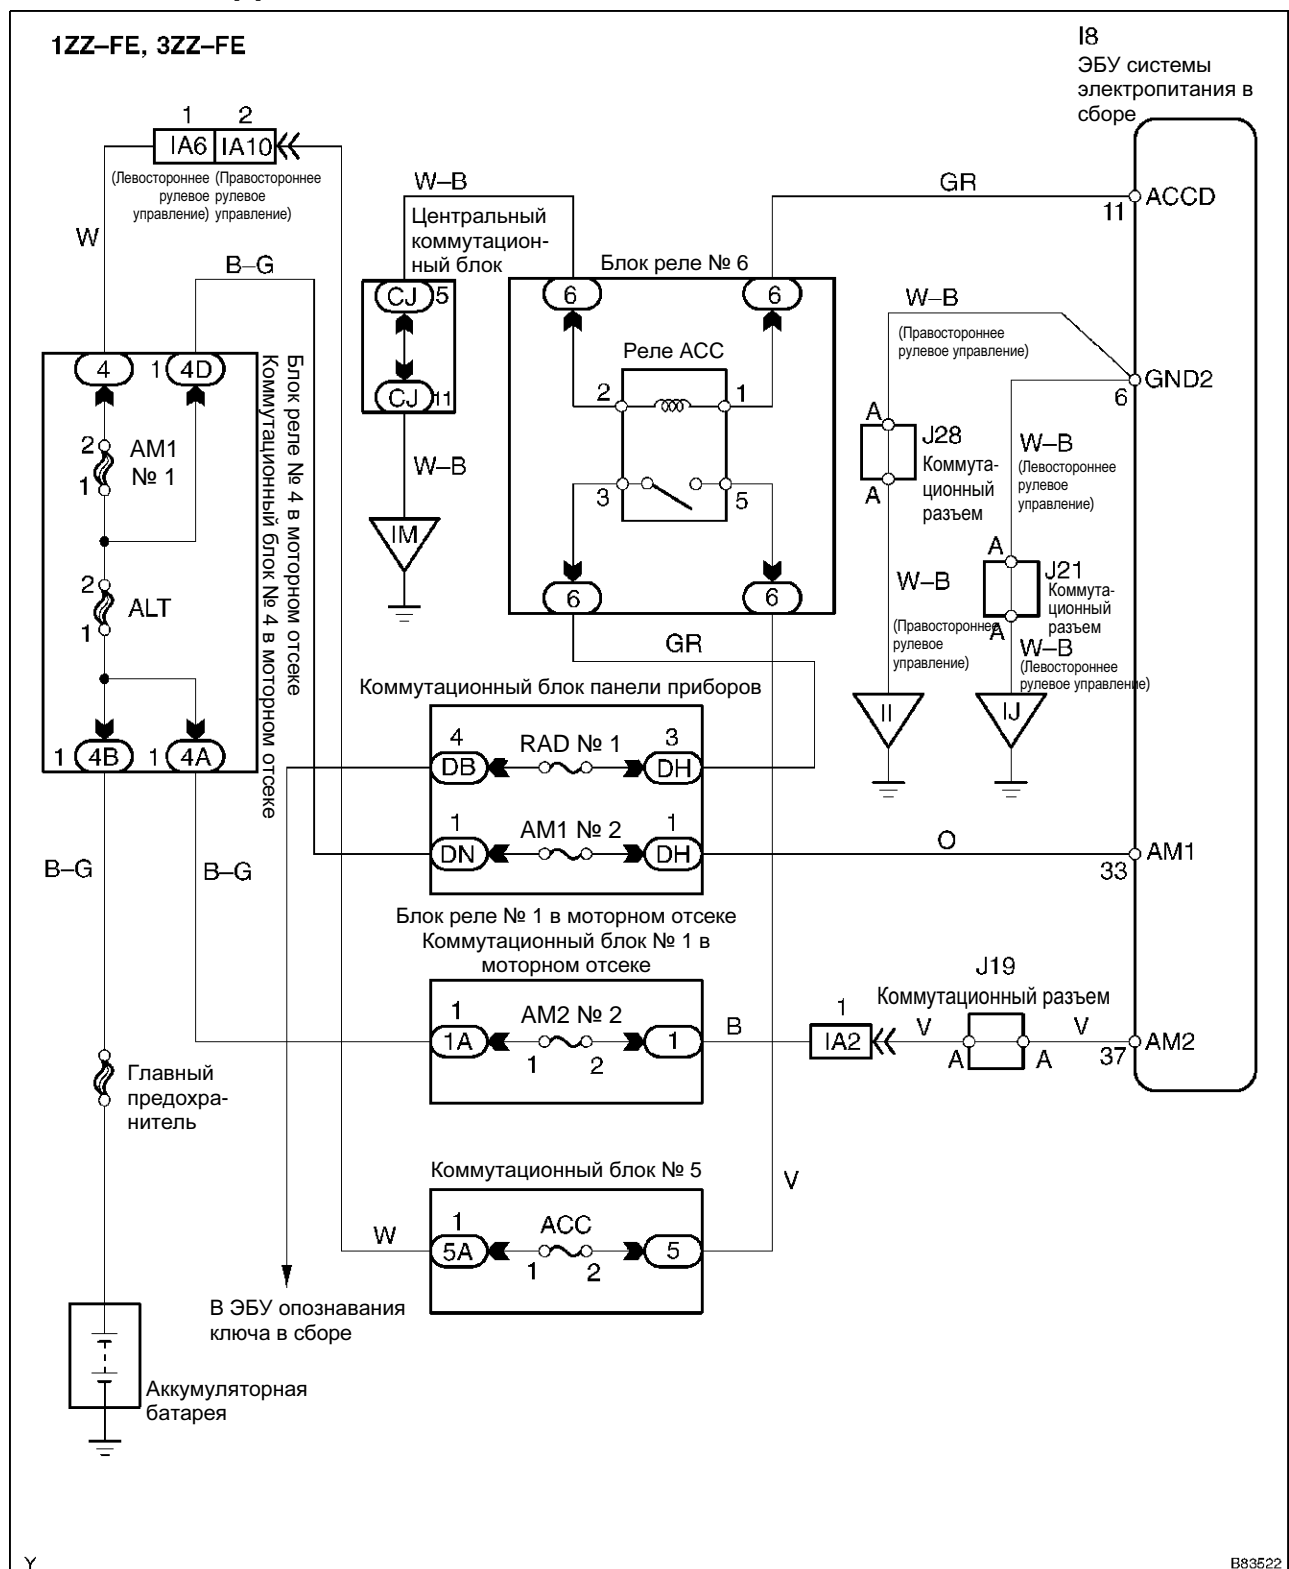 1ZZ–FE, 3ZZ–FE
I8
ЭБУ системы
электропитания в
сборе
1 2
IA6 IA10
(Левостороннее
рулевое
управление)
(Правостороннее
рулевое
управление)
W
B–G
W–B
Центральный
коммутацион-
ный блок
CJ 5
CJ 11
W–B
IM
Блок реле № 6
6 6
Реле ACC
2 1
3 5
6 6
GR
GR
11 ACCD
W–B
(Правостороннее
рулевое управление)
6 GND2
A
J28
Коммута-
ционный
разъем
A
W–B
(Правостороннее
рулевое
управление)
II
W–B
(Левостороннее
рулевое
управление)
A
J21
Коммута-
ционный
разъем
A
W–B
(Левостороннее
рулевое управление)
IJ
4 1 4D
2 AM1
1 № 1
2 ALT
1
1 4B 1 4A
Блок реле № 4 в моторном отсеке
Коммутационный блок № 4 в моторном отсеке
B–G B–G
Коммутационный блок панели приборов
4 RAD № 1 3
DB DH
1 AM1 № 2 1
DN DH
O
33 AM1
Блок реле № 1 в моторном отсеке
Коммутационный блок № 1 в
моторном отсеке
1 AM2 № 2
1A 1
1 2
B
1
IA2
V
J19
Коммутационный разъем
A A
V
37 AM2
Главный
предохра-
нитель
Коммутационный блок № 5
1 ACC
5A 5
1 2
W
V
В ЭБУ опознавания
ключа в сборе
Аккумуляторная
батарея
Y
B83522